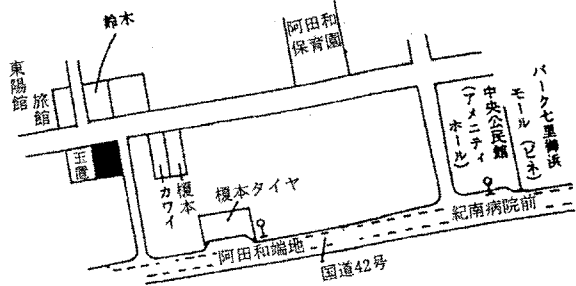 鈴木
阿田和
保育園
東陽館
旅館
玉置
カワイ
榎本
榎本タイヤ
パーク七里御浜
モール(ピネ)
中央公民館
(アメニティ
ホール)
紀南病院前
阿田和端地
国道42号